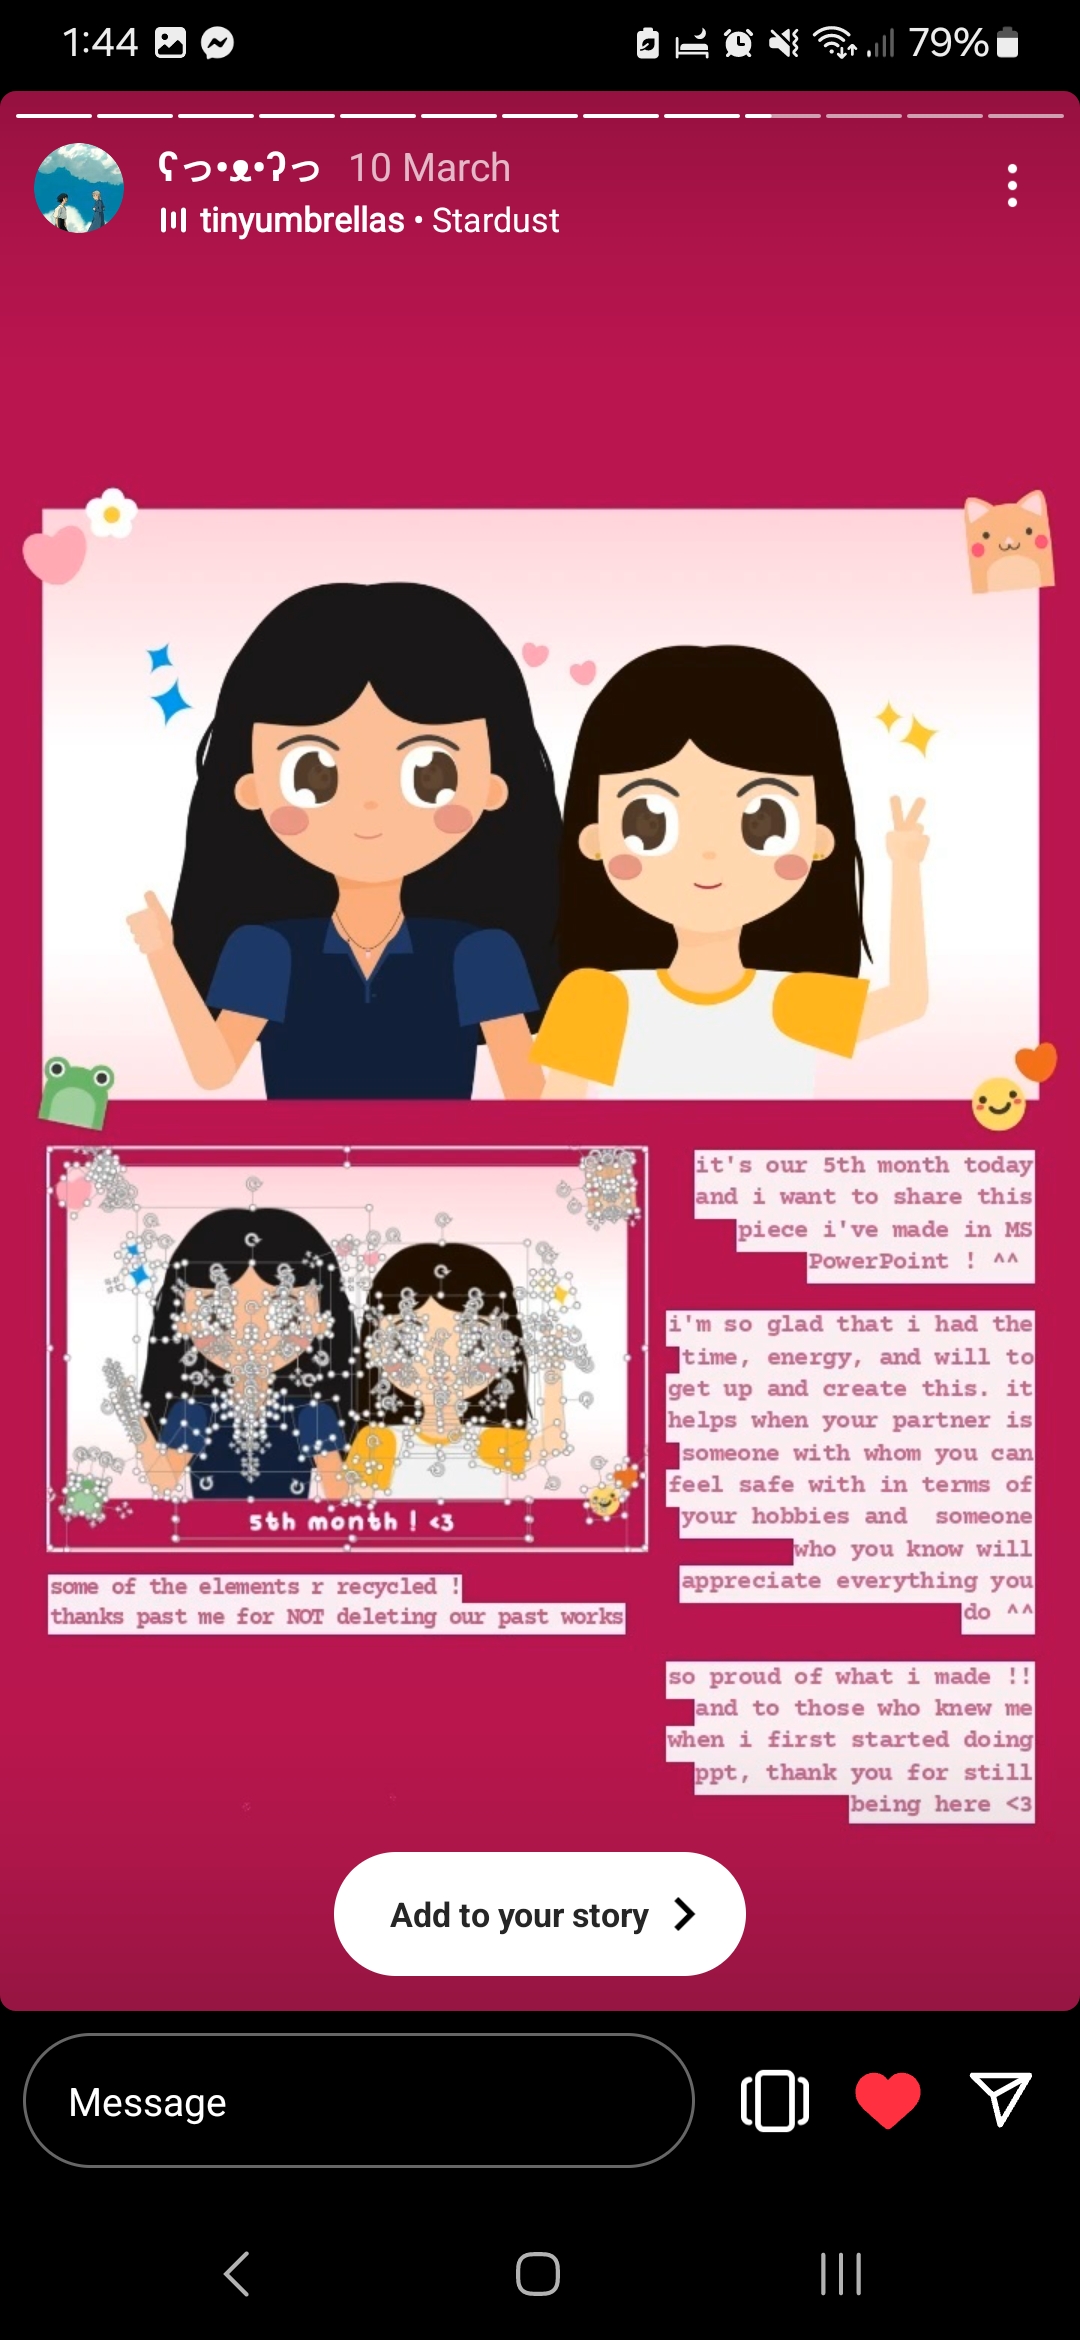 1:44
79%
ʕっ•ᴥ•ʔっ 10 March
tinyumbrellas • Stardust
it's our 5th month today
and i want to share this
piece i've made in MS
PowerPoint ! ^^
i'm so glad that i had the
time, energy, and will to
get up and create this. it
helps when your partner is
someone with whom you can
feel safe with in terms of
your hobbies and someone
who you know will
appreciate everything you
do ^^
5th month ! <3
some of the elements r recycled !
thanks past me for NOT deleting our past works
so proud of what i made !!
and to those who knew me
when i first started doing
ppt, thank you for still
being here <3
Add to your story
Message